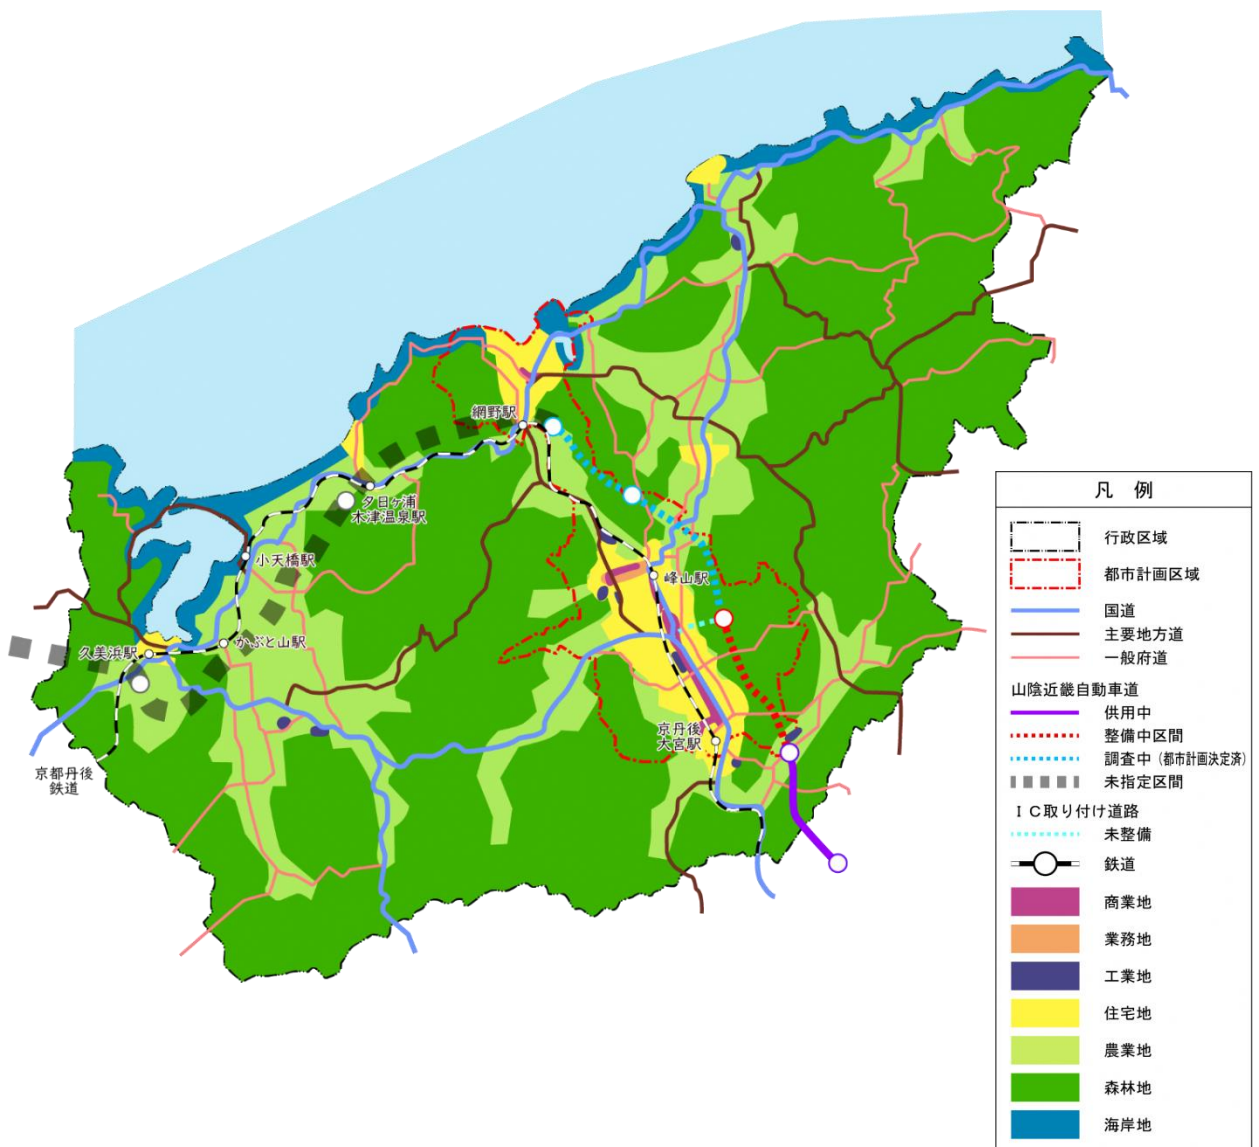 網野駅
夕日ヶ浦
木津温泉駅
小天橋駅
峰山駅
かぶと山駅
久美浜駅
京丹後
大宮駅
京都丹後
鉄道
凡 例
行政区域
都市計画区域
国道
主要地方道
一般府道
山陰近畿自動車道
供用中
整備中区間
調査中（都市計画決定済）
未指定区間
ＩＣ取り付け道路
未整備
鉄道
商業地
業務地
工業地
住宅地
農業地
森林地
海岸地